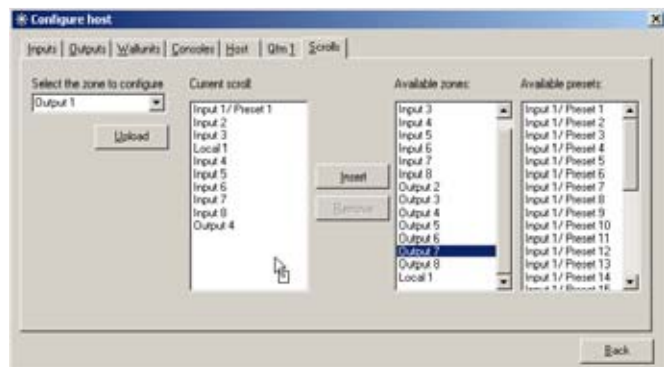 Configure host
Inputs Outputs Wallunits Consoles Host Qfm 1 Scrolls
Select the zone to configure
Output 1
Upload
Current scroll:
Input 1/ Preset 1
Input 2
Input 3
Local 1
Input 4
Input 5
Input 6
Input 7
Input 8
Output 4
Insert
Remove
Available zones:
Input 3
Input 4
Input 5
Input 6
Input 7
Input 8
Output 2
Output 3
Output 4
Output 5
Output 6
Output 7
Output 8
Local 1
Available presets:
Input 1/ Preset 1
Input 1/ Preset 2
Input 1/ Preset 3
Input 1/ Preset 4
Input 1/ Preset 5
Input 1/ Preset 6
Input 1/ Preset 7
Input 1/ Preset 8
Input 1/ Preset 9
Input 1/ Preset 10
Input 1/ Preset 11
Input 1/ Preset 12
Input 1/ Preset 13
Input 1/ Preset 14
Input 1/ Preset 15
Back